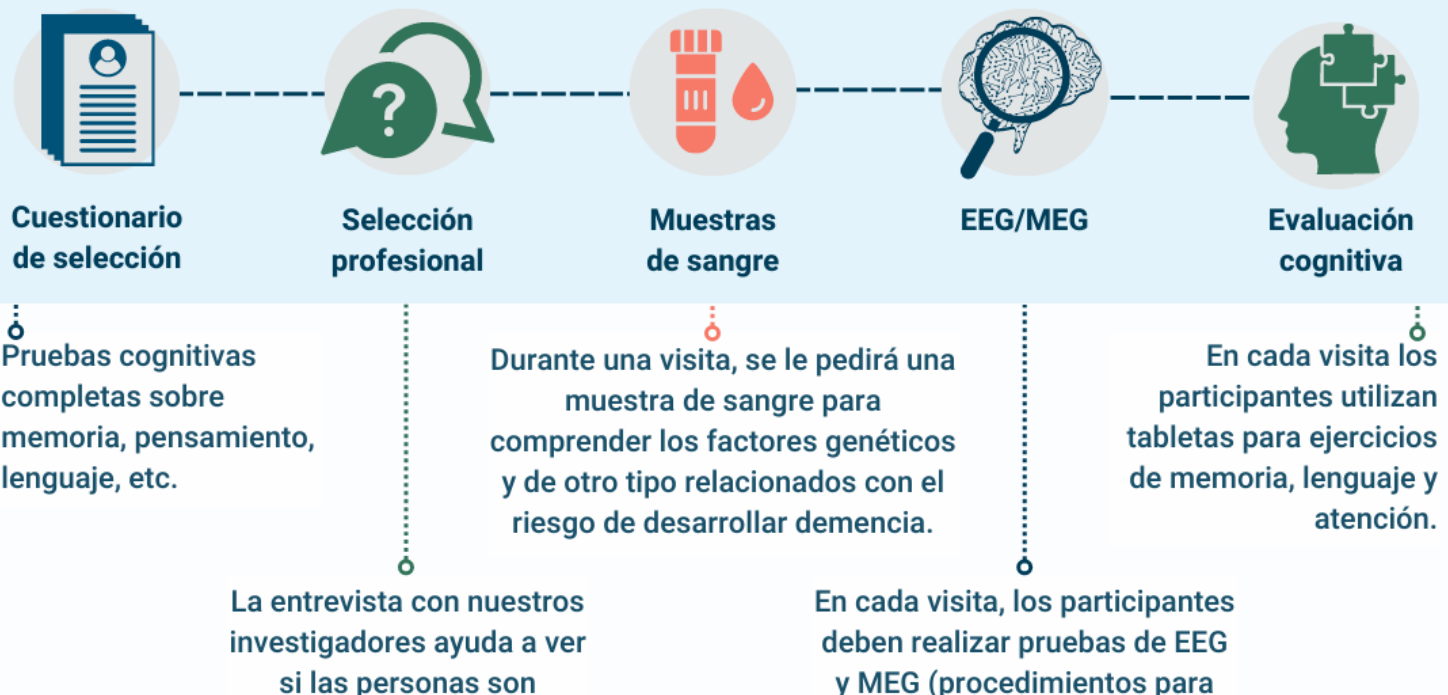 Cuestionario
de selección
Selección
profesional
Muestras
de sangre
EEG/MEG
Evaluación
cognitiva
Pruebas cognitivas
completas sobre
memoria, pensamiento,
lenguaje, etc.
La entrevista con nuestros
investigadores ayuda a ver
si las personas son
Durante una visita, se le pedirá una
muestra de sangre para
comprender los factores genéticos
y de otro tipo relacionados con el
riesgo de desarrollar demencia.
En cada visita, los participantes
deben realizar pruebas de EEG
y MEG (procedimientos para
En cada visita los
participantes utilizan
tabletas para ejercicios
de memoria, lenguaje y
atención.
?